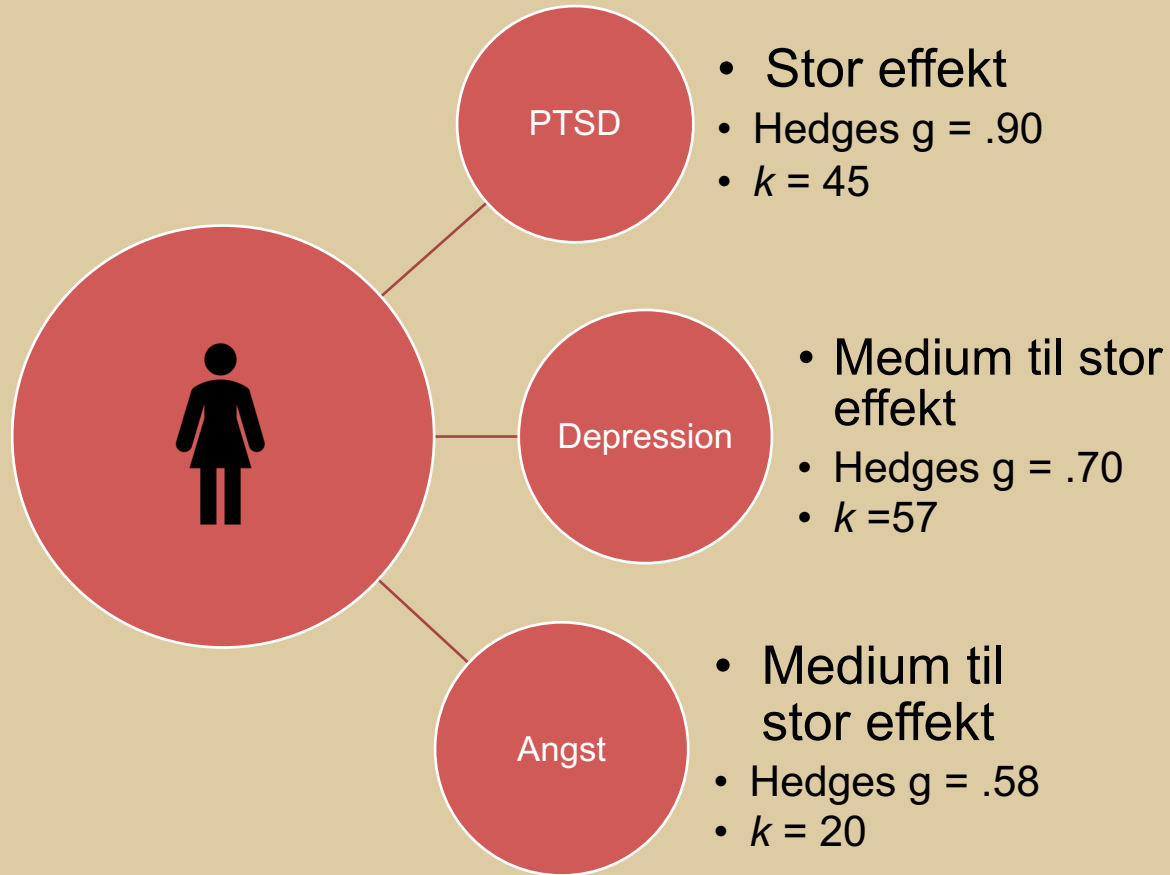 PTSD
• Stor effekt
• Hedges g = .90
• k = 45
Depression
• Medium til stor
effekt
• Hedges g = .70
• k =57
Angst
• Medium til
stor effekt
• Hedges g = .58
• k = 20